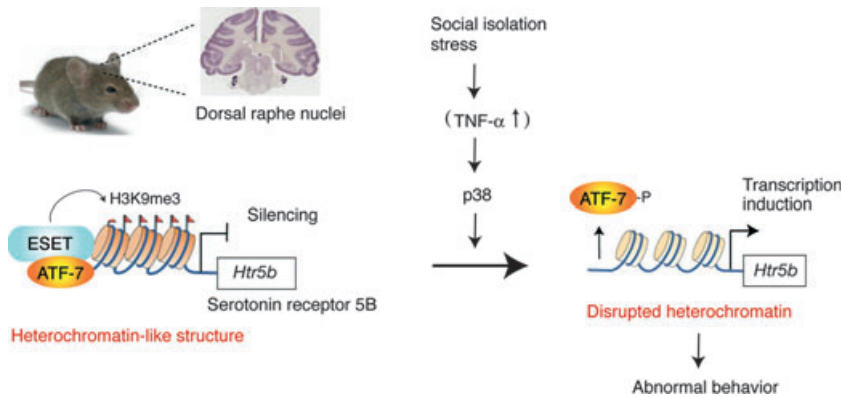 Dorsal raphe nuclei
Social isolation
stress
(TNF-α ↑)
p38
H3K9me3
Silencing
ESET
ATF-7
Htr5b
Serotonin receptor 5B
Heterochromatin-like structure
ATF-7-P
Transcription
induction
Htr5b
Disrupted heterochromatin
Abnormal behavior